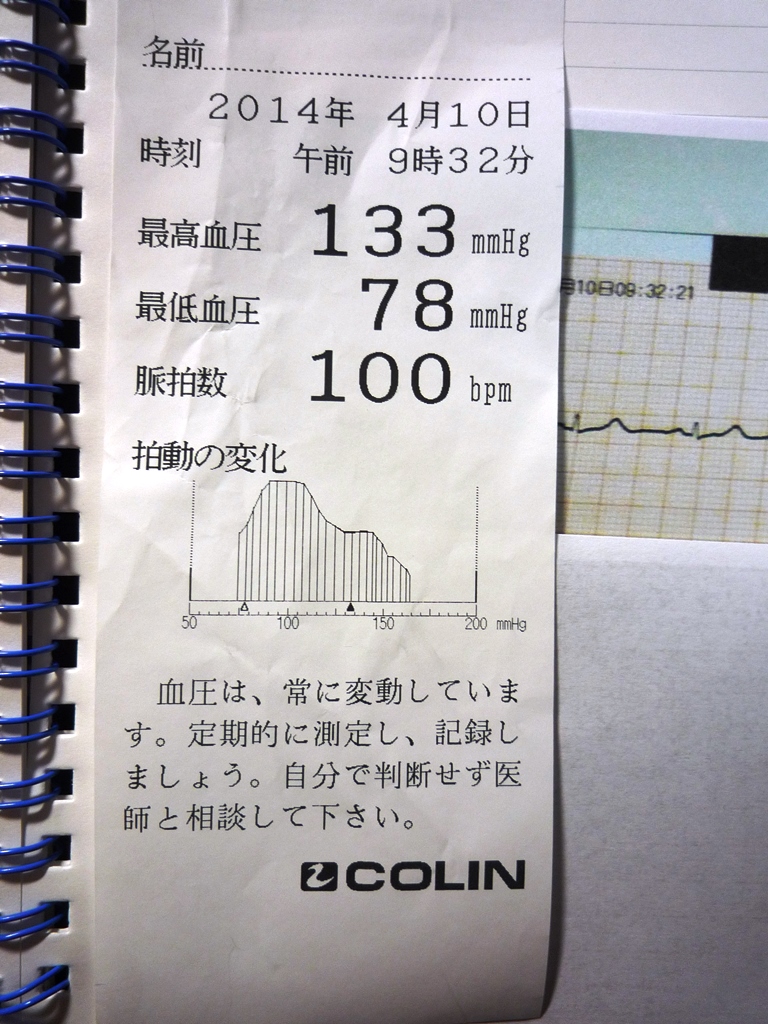 名前
2014年 4月10日
時刻 午前 9時32分
最高血圧 133 mmHg
最低血圧 78 mmHg
脈拍数 100 bpm
拍動の変化
50 100 150 200 mmHg
血圧は、常に変動していま
す。定期的に測定し、記録し
ましょう。自分で判断せず医
師と相談して下さい。
COLIN
月10日09:32:21